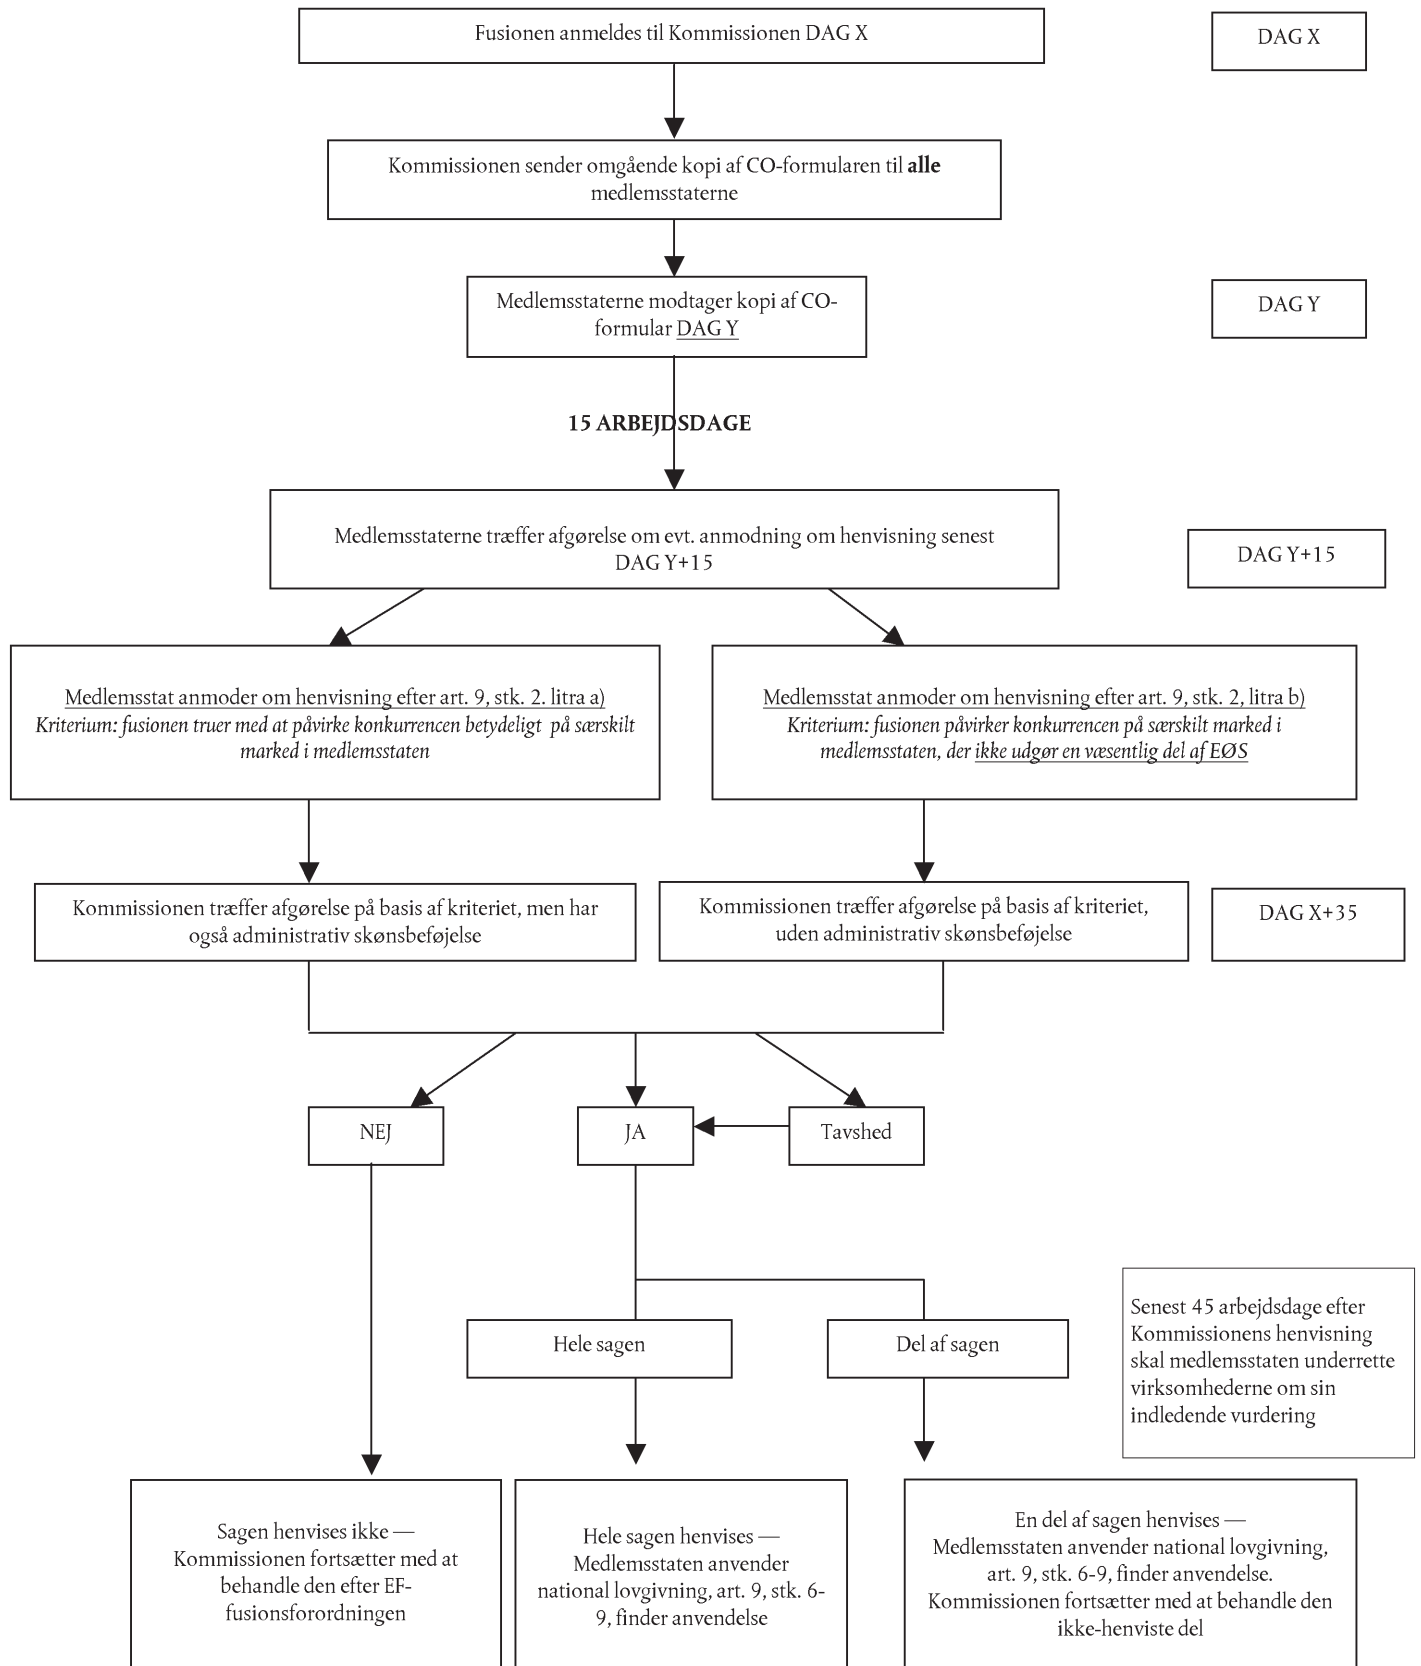 Fusionen anmeldes til Kommissionen DAG X
DAG X
Kommissionen sender omgående kopi af CO-formularen til alle
medlemsstaterne
Medlemsstaterne modtager kopi af CO-
formular DAG Y
DAG Y
15 ARBEJDSDAGE
Medlemsstaterne træffer afgørelse om evt. anmodning om henvisning senest
DAG Y+15
DAG Y+15
Medlemsstat anmoder om henvisning efter art. 9, stk. 2. litra a)
Kriterium: fusionen truer med at påvirke konkurrencen betydeligt på særskilt
marked i medlemsstaten
Medlemsstat anmoder om henvisning efter art. 9, stk. 2, litra b)
Kriterium: fusionen påvirker konkurrencen på særskilt marked i
medlemsstaten, der ikke udgør en væsentlig del af EØS
Kommissionen træffer afgørelse på basis af kriteriet, men har
også administrativ skønsbeføjelse
Kommissionen træffer afgørelse på basis af kriteriet,
uden administrativ skønsbeføjelse
DAG X+35
NEJ
JA
Tavshed
Hele sagen
Del af sagen
Senest 45 arbejdsdage efter
Kommissionens henvisning
skal medlemsstaten underrette
virksomhederne om sin
indledende vurdering
Sagen henvises ikke —
Kommissionen fortsætter med at
behandle den efter EF-
fusionsforordningen
Hele sagen henvises —
Medlemsstaten anvender
national lovgivning, art. 9, stk. 6-
9, finder anvendelse
En del af sagen henvises —
Medlemsstaten anvender national lovgivning,
art. 9, stk. 6-9, finder anvendelse.
Kommissionen fortsætter med at behandle den
ikke-henviste del